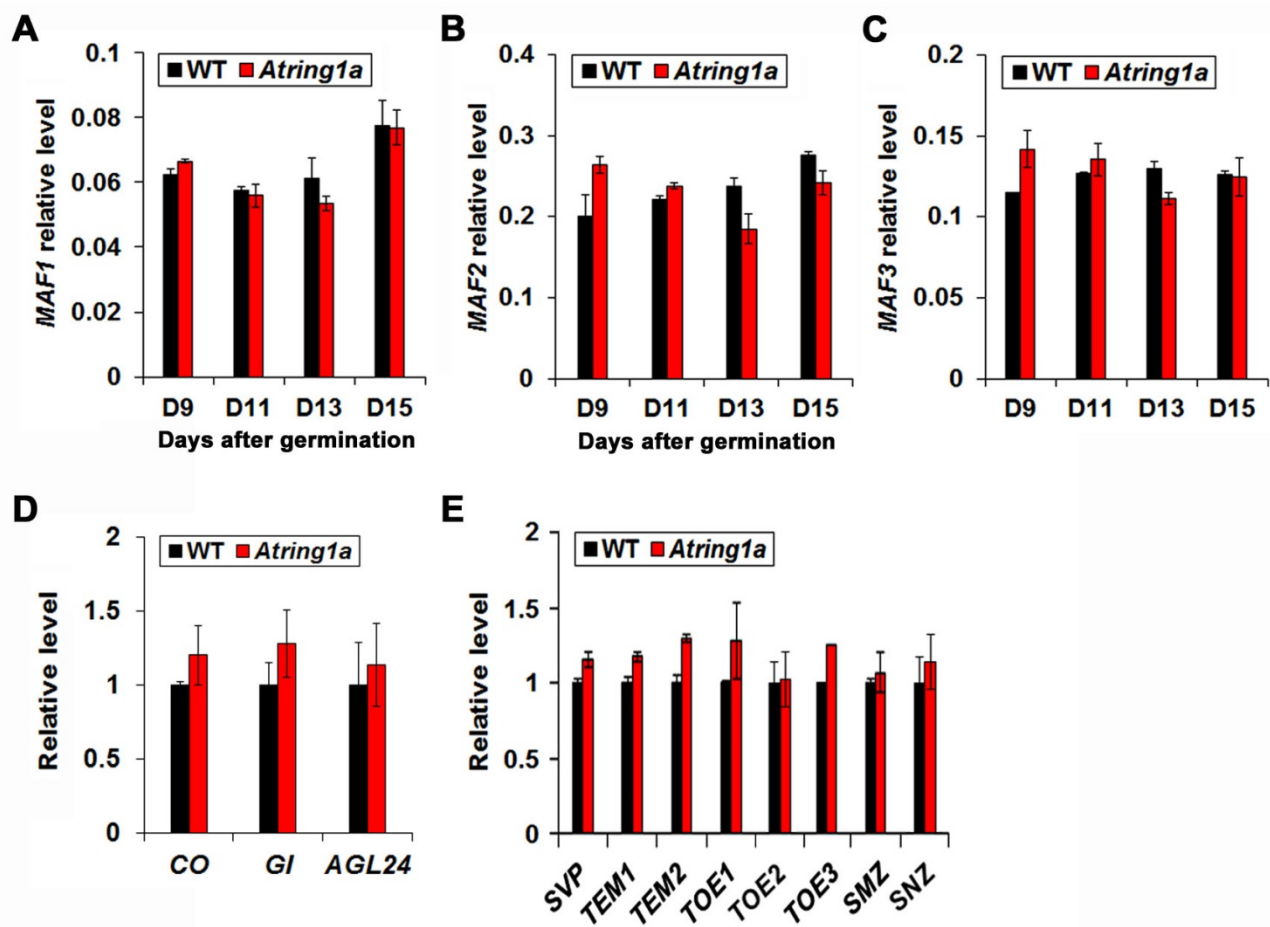 A
WT Atring1a
MAF1 relative level
0.1
0.08
0.06
0.04
0.02
0
D9 D11 D13 D15
Days after germination
B
WT Atring1a
MAF2 relative level
0.4
0.3
0.2
0.1
0
D9 D11 D13 D15
Days after germination
C
WT Atring1a
MAF3 relative level
0.2
0.15
0.1
0.05
0
D9 D11 D13 D15
D
WT Atring1a
Relative level
2
1.5
1
0.5
0
CO GI AGL24
E
WT Atring1a
Relative level
2
1.5
1
0.5
0
SVP TEM1 TEM2 TOE1 TOE2 TOE3 SMZ SNZ